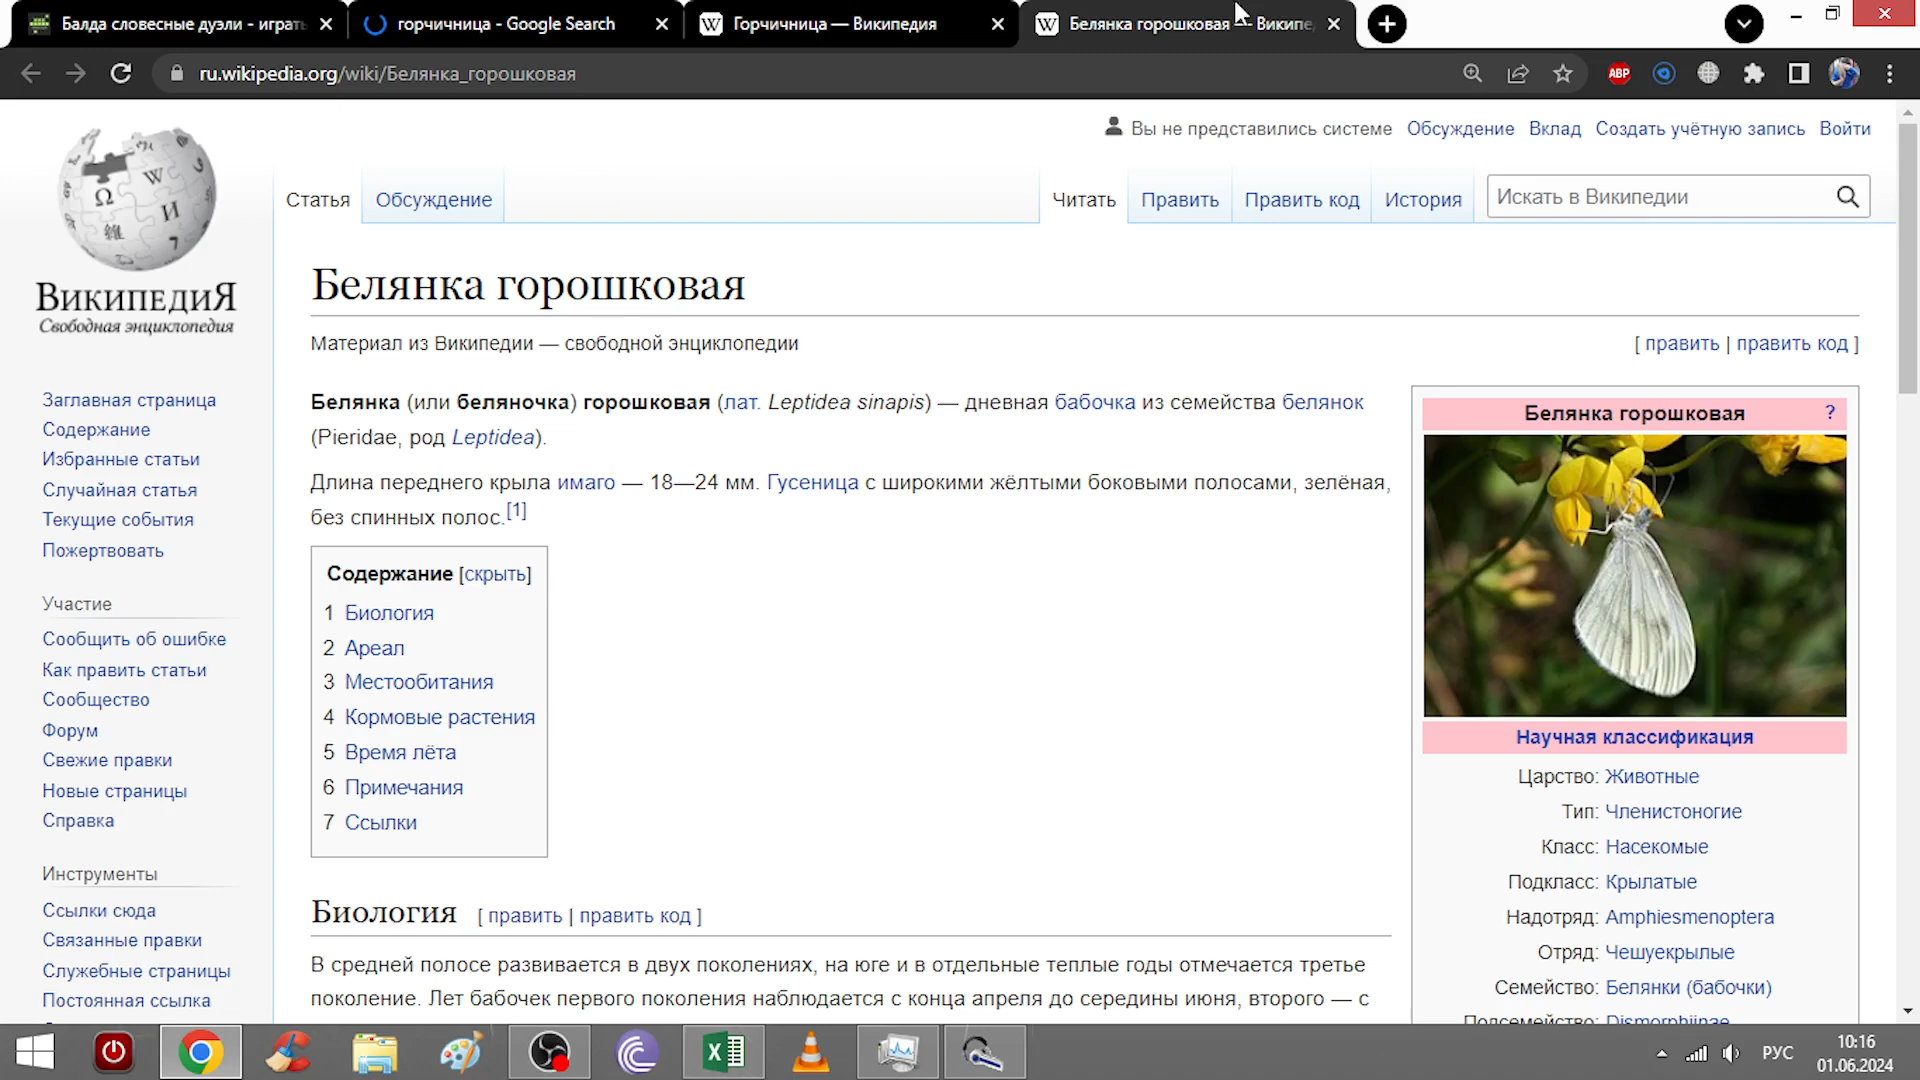 Балда словесные дуэли - играть
горчичница - Google Search
Горчичница — Википедия
Белянка горошковая — Википе
ru.wikipedia.org/wiki/Белянка_горошковая
ABP
Вы не представились системе Обсуждение Вклад Создать учётную запись Войти
Статья Обсуждение Читать Править Править код История Искать в Википедии
ВикипедиЯ
Свободная энциклопедия
Белянка горошковая
Материал из Википедии — свободной энциклопедии [ править | править код ]
Белянка (или беляночка) горошковая (лат. Leptidea sinapis) — дневная бабочка из семейства белянок
(Pieridae, род Leptidea).
Длина переднего крыла имаго — 18—24 мм. Гусеница с широкими жёлтыми боковыми полосами, зелёная,
без спинных полос.[1]
Содержание [скрыть]
1 Биология
2 Ареал
3 Местообитания
4 Кормовые растения
5 Время лёта
6 Примечания
7 Ссылки
Биология [ править | править код ]
В средней полосе развивается в двух поколениях, на юге и в отдельные теплые годы отмечается третье
поколение. Лет бабочек первого поколения наблюдается с конца апреля до середины июня, второго — с
Заглавная страница
Содержание
Избранные статьи
Случайная статья
Текущие события
Пожертвовать
Участие
Сообщить об ошибке
Как править статьи
Сообщество
Форум
Свежие правки
Новые страницы
Справка
Инструменты
Ссылки сюда
Связанные правки
Служебные страницы
Постоянная ссылка
Белянка горошковая ?
Научная классификация
Царство: Животные
Тип: Членистоногие
Класс: Насекомые
Подкласс: Крылатые
Надотряд: Amphiesmenoptera
Отряд: Чешуекрылые
Семейство: Белянки (бабочки)
Подсемейство: Dismorphiinae
РУС
10:16
01.06.2024